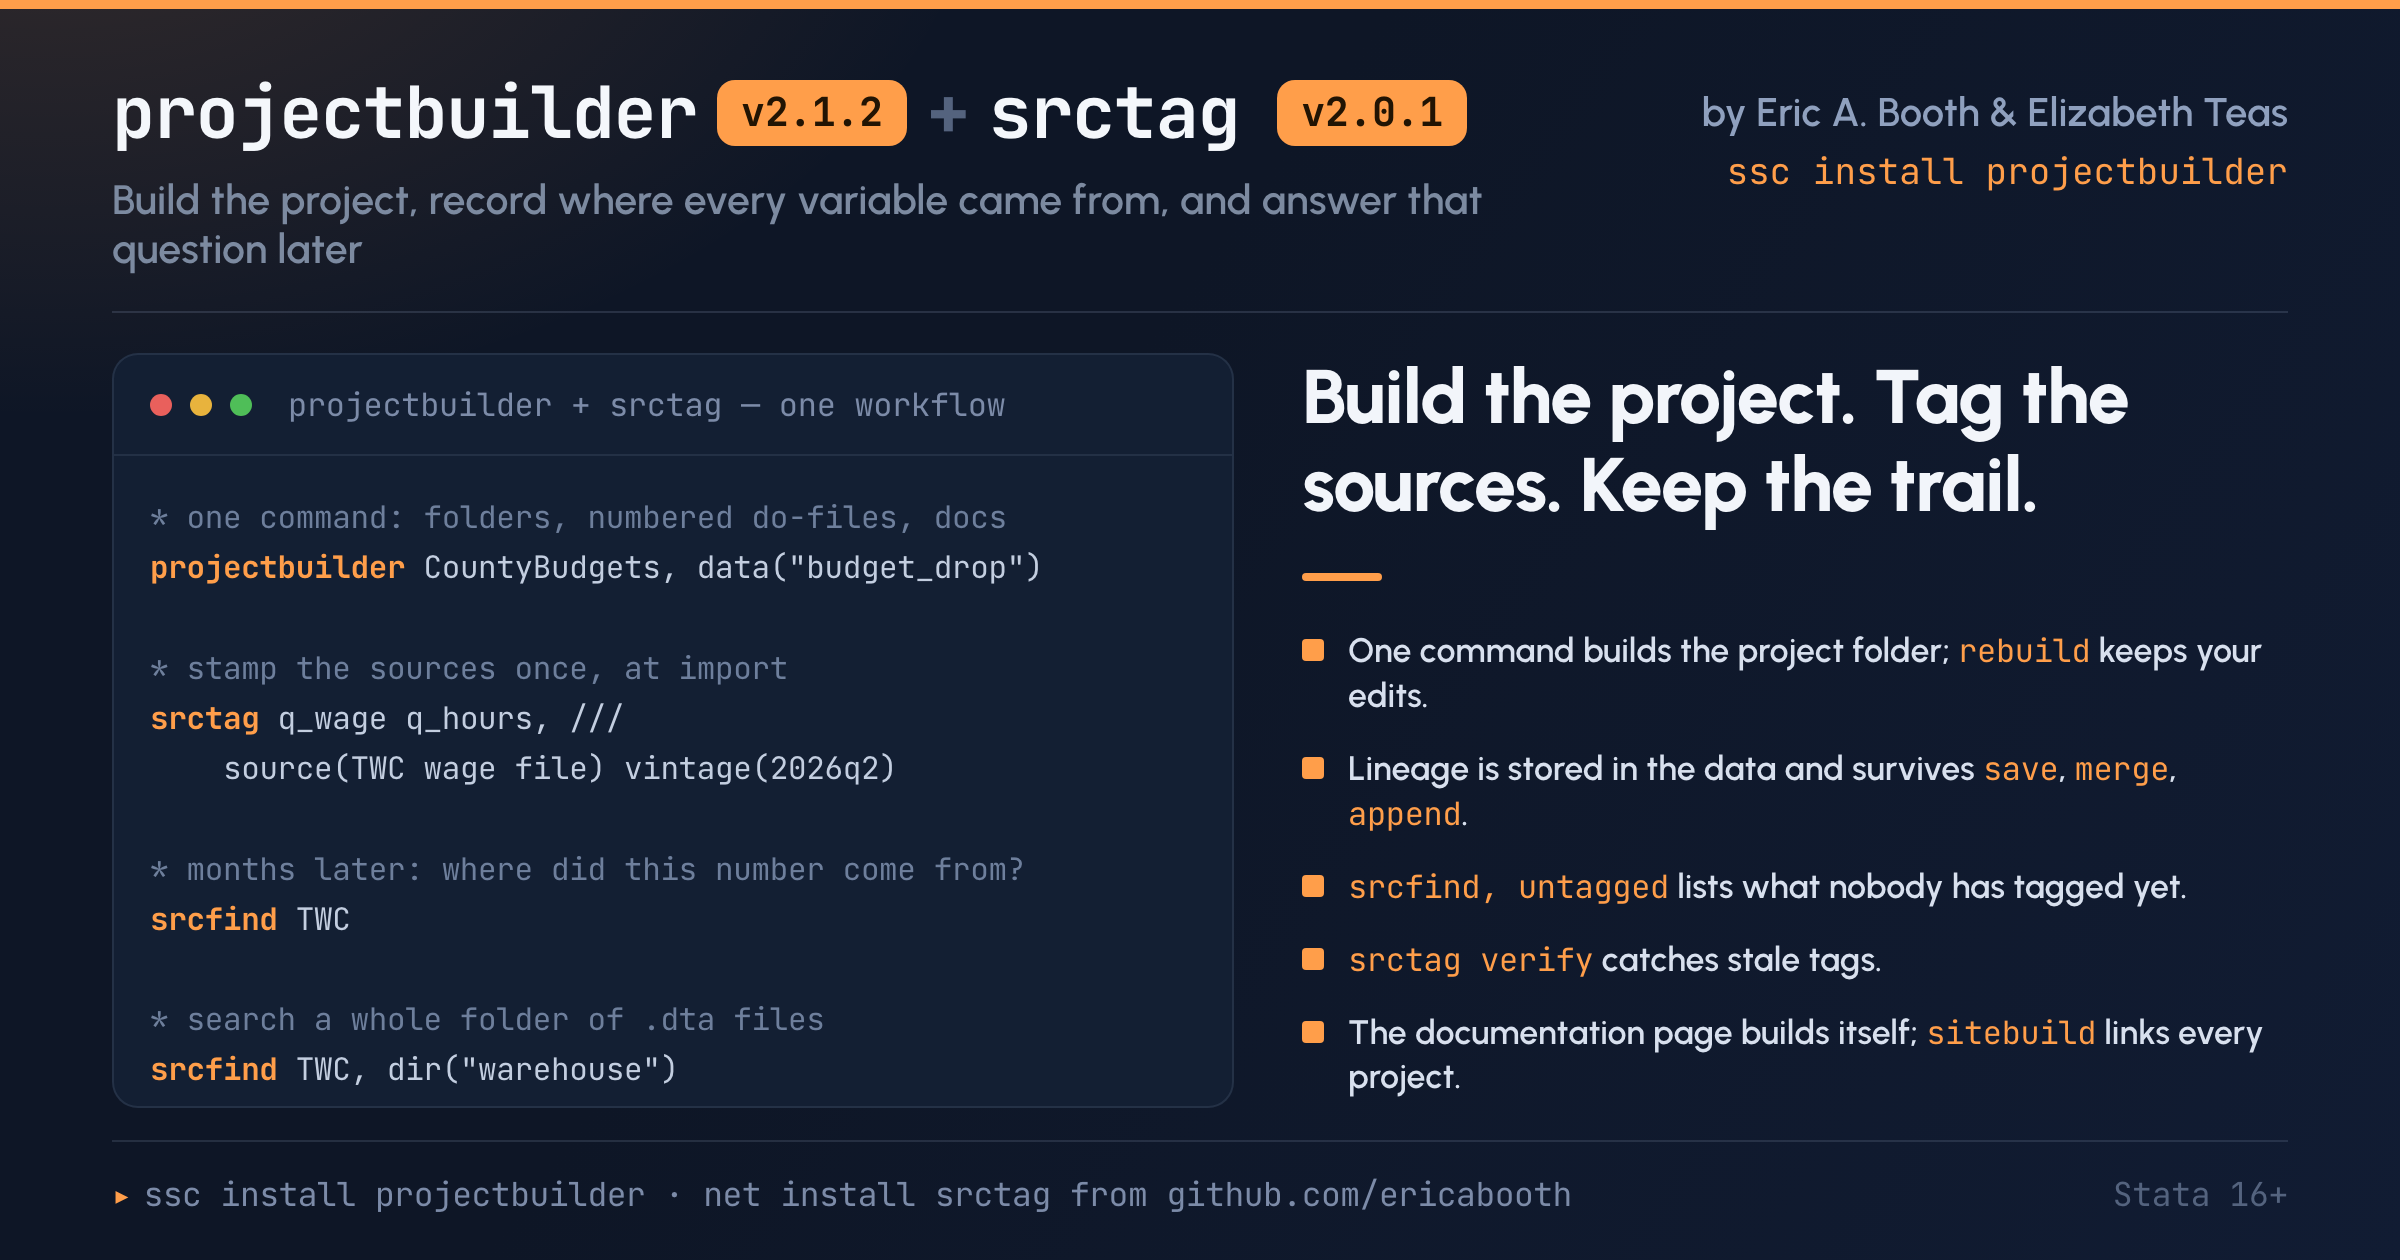 projectbuilder v2.1.2 + srctag v2.0.1
by Eric A. Booth & Elizabeth Teas
ssc install projectbuilder
Build the project, record where every variable came from, and answer that
question later
projectbuilder + srctag — one workflow
* one command: folders, numbered do-files, docs
projectbuilder CountyBudgets, data("budget_drop")
* stamp the sources once, at import
srctag q_wage q_hours, ///
source(TWC wage file) vintage(2026q2)
* months later: where did this number come from?
srcfind TWC
* search a whole folder of .dta files
srcfind TWC, dir("warehouse")
Build the project. Tag the
sources. Keep the trail.
One command builds the project folder; rebuild keeps your
edits.
Lineage is stored in the data and survives save, merge,
append.
srcfind, untagged lists what nobody has tagged yet.
srctag verify catches stale tags.
The documentation page builds itself; sitebuild links every
project.
▸ ssc install projectbuilder · net install srctag from github.com/ericabooth
Stata 16+